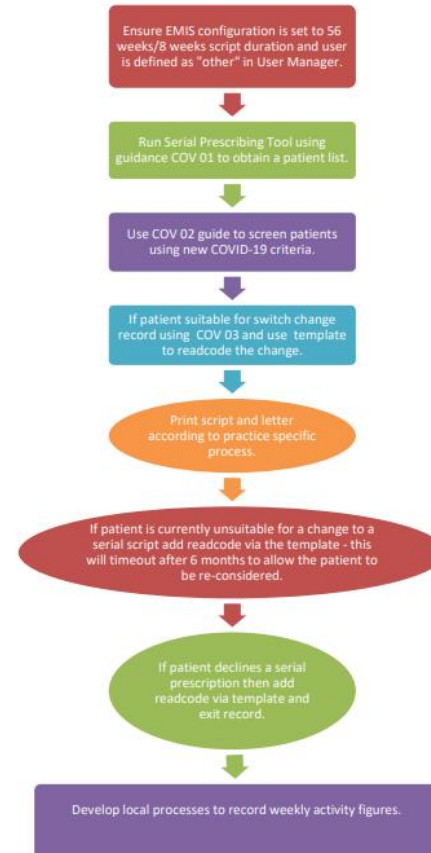 Ensure EMIS configuration is set to 56
weeks/8 weeks script duration and user
is defined as "other" in User Manager.
Run Serial Prescribing Tool using
guidance COV 01 to obtain a patient list.
Use COV 02 guide to screen patients
using new COVID-19 criteria.
If patient suitable for switch change
record using  COV 03 and use  template
to readcode the change.
Print script and letter
according to practice specific
process.
If patient is currently unsuitable for a change to a
serial script add readcode via the template - this
will timeout after 6 months to allow the patient to
be re-considered.
If patient declines a serial
prescription then add
readcode via template and
exit record.
Develop local processes to record weekly activity figures.